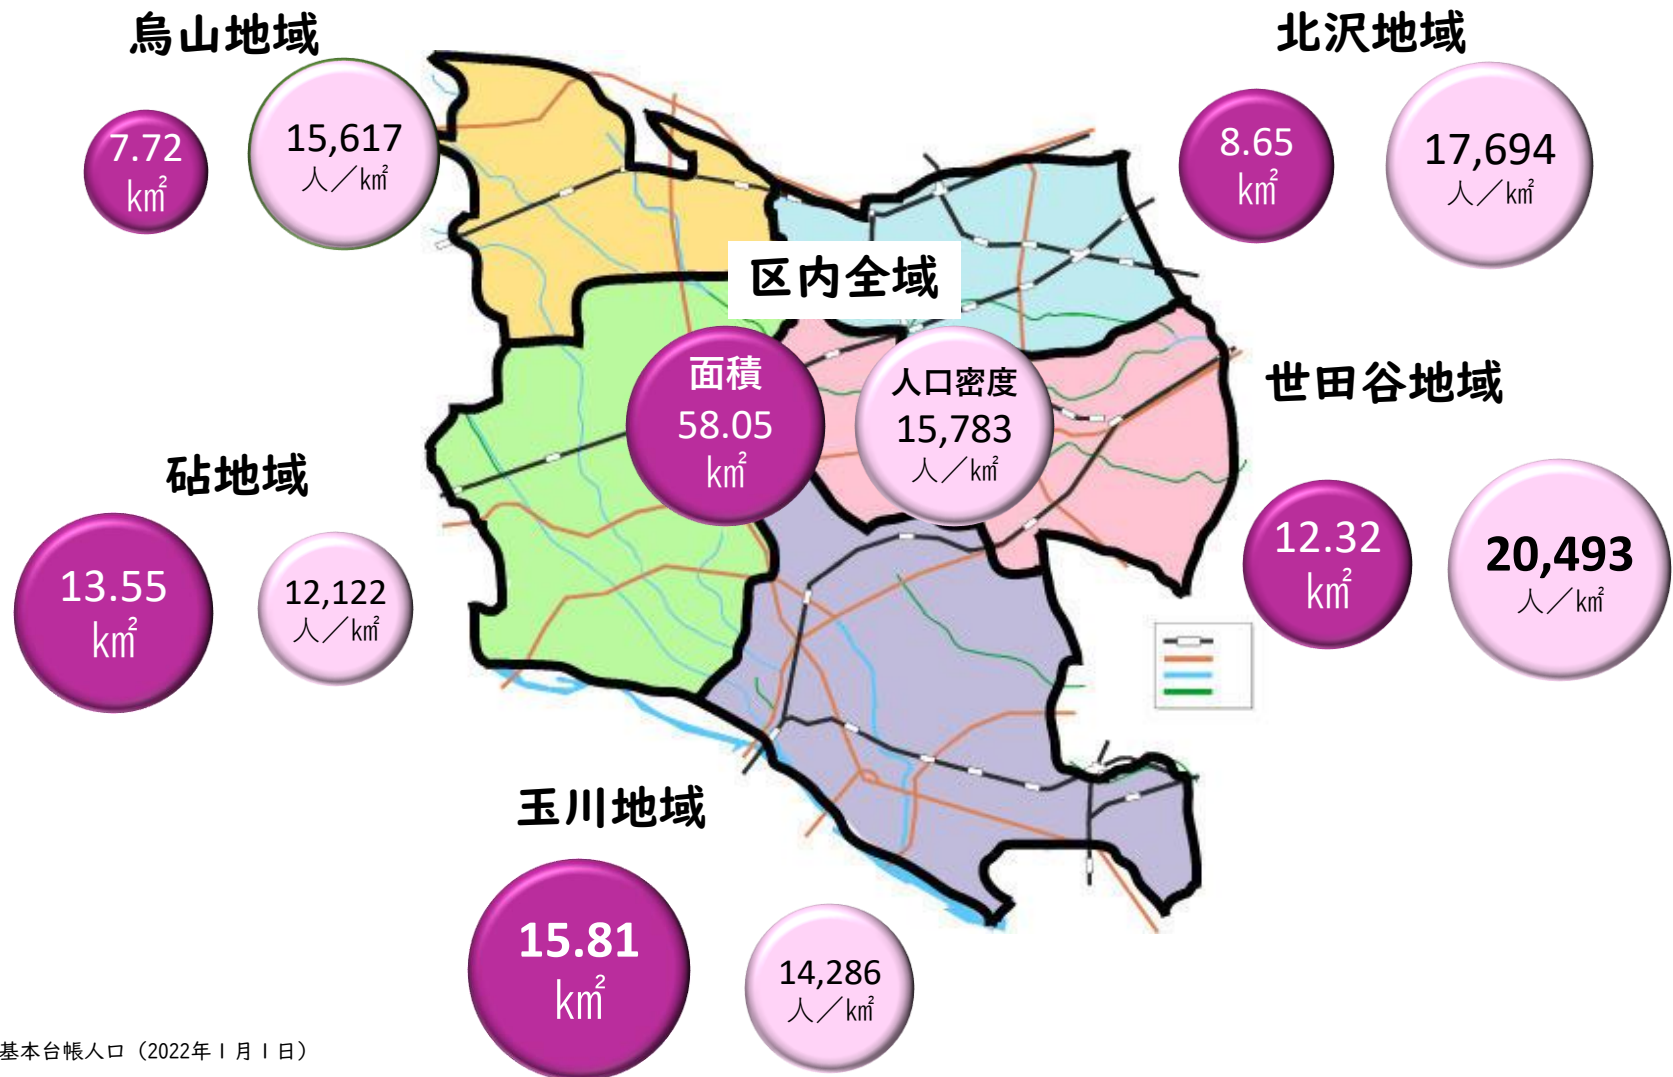 烏山地域
7.72
k㎡
15,617
人／k㎡
北沢地域
8.65
k㎡
17,694
人／k㎡
区内全域
面積
58.05
k㎡
人口密度
15,783
人／k㎡
世田谷地域
12.32
k㎡
20,493
人／k㎡
砧地域
13.55
k㎡
12,122
人／k㎡
玉川地域
15.81
k㎡
14,286
人／k㎡
基本台帳人口（2022年1月1日）